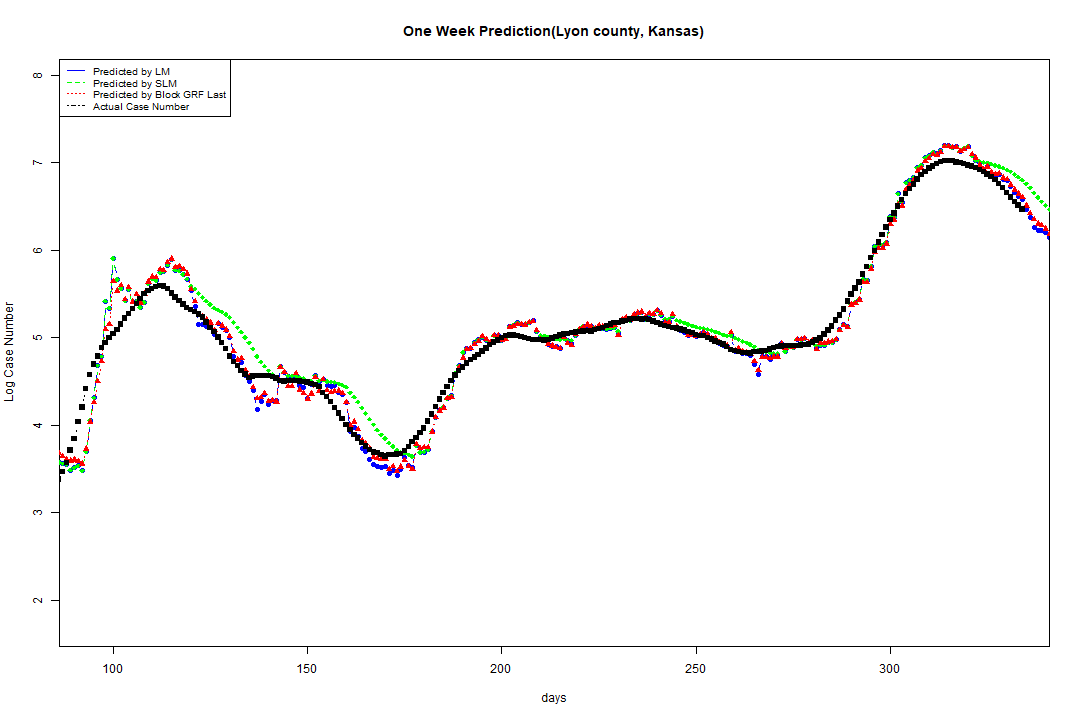 One Week Prediction(Lyon county, Kansas)
Predicted by LM
Predicted by SLM
Predicted by Block GRF Last
Actual Case Number
8
7
6
5
4
3
2
Log Case Number
100 150 200 250 300
days